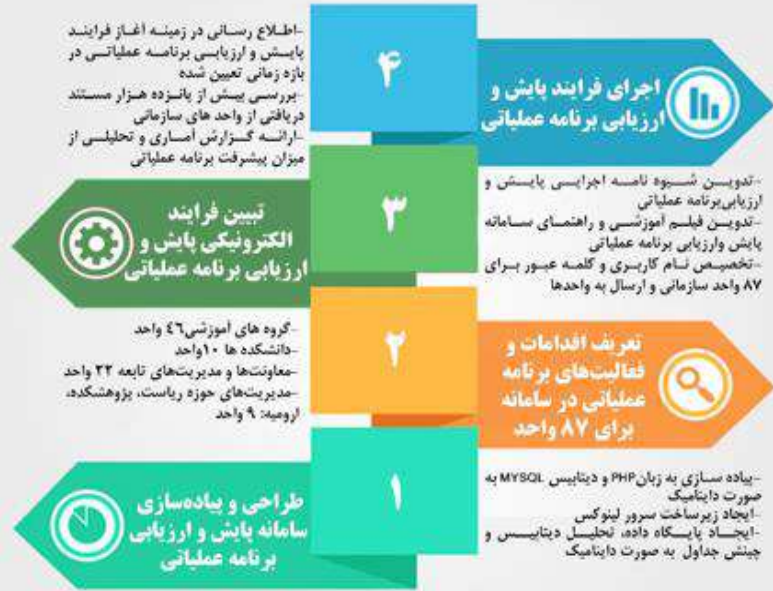 -اطلاع رسانی در زمینه آغاز فرایند
پایش و ارزیابی برنامه عملیاتی در
بازه زمانی تعیین شده
-بررسی بیش از پانزده هزار مستند
دریافتی از واحد های سازمانی
-ارائه گزارش آماری و تحلیلی از
میزان پیشرفت برنامه عملیاتی
۴
اجرای فرایند پایش و
ارزیابی برنامه عملیاتی
تبیین فرایند
الکترونیکی پایش و
ارزیابی برنامه عملیاتی
۳
-تدوین شیوه نامه اجرایی پایش و
ارزیابی‌برنامه عملیاتی
-تدوین فیلم آموزشی و راهنمای سامانه
پایش وارزیابی برنامه عملیاتی
-تخصیص نام کاربری و کلمه عبور برای
۸۷ واحد سازمانی و ارسال به واحدها
-گروه های آموزشی٤٦ واحد
-دانشکده ها ۱۰واحد
-معاونت‌ها و مدیریت‌های تابعه ۲۲ واحد
-مدیریت‌های حوزه ریاست، پژوهشکده،
ارومیه: ۹ واحد
۲
تعریف اقدامات و
فعالیت‌های برنامه
عملیاتی در سامانه
برای ۸۷ واحد
طراحی و پیاده‌سازی
سامانه پایش و ارزیابی
برنامه عملیاتی
۱
-پیاده سازی به زبان PHP و دیتابیس MYSQL به
صورت داینامیک
-ایجاد زیرساخت سرور لینوکس
-ایجاد پایگاه داده، تحلیل دیتابیس و
چینش جداول به صورت داینامیک